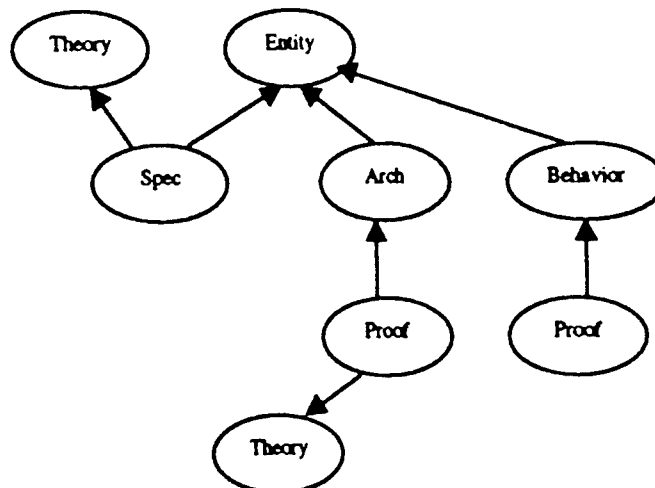 Theory
Entity
Spec
Arch
Behavior
Proof
Proof
Theory